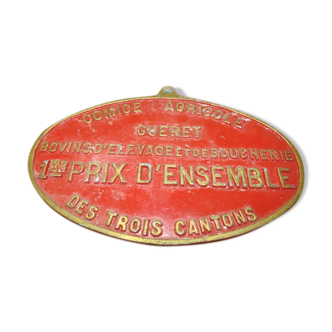 COMICE AGRICOLE
GUERET
BOVINS D'ELEVAGE ET DE BOUCHERIE
1ER PRIX D'ENSEMBLE
DES TROIS CANTONS